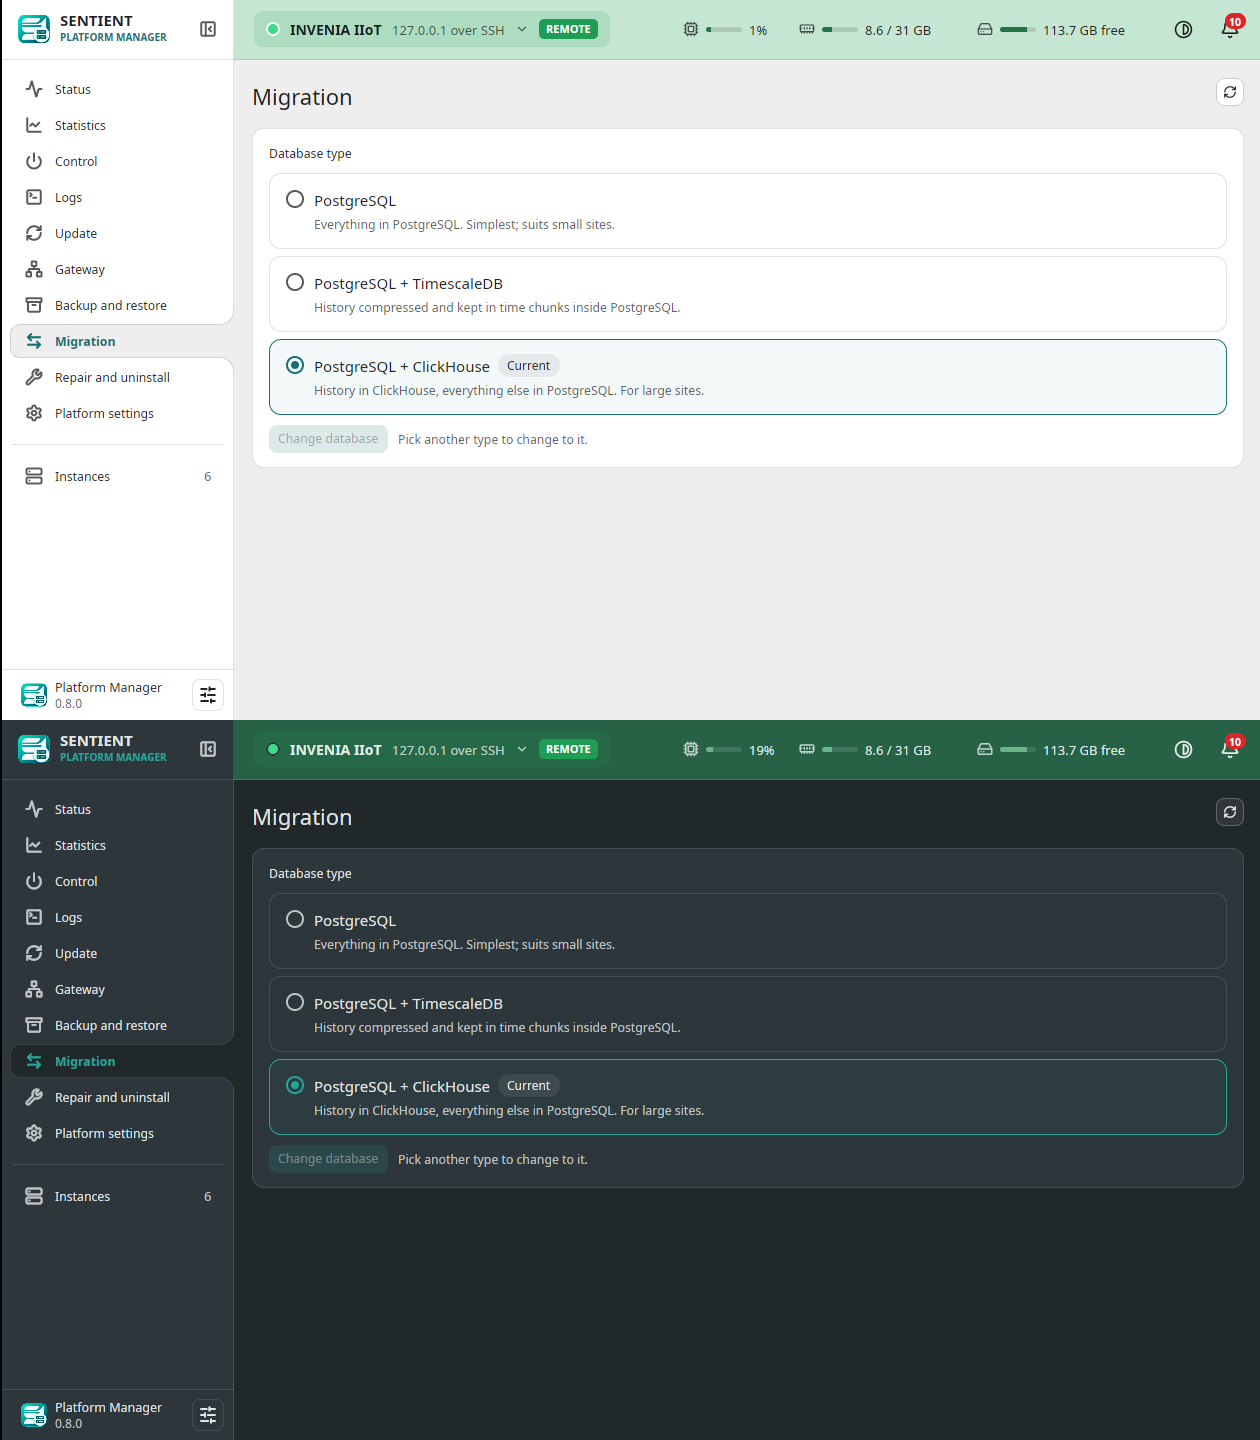 SENTIENT
PLATFORM MANAGER
INVENIA IIoT 127.0.0.1 over SSH REMOTE
1%
8.6 / 31 GB
113.7 GB free
10
Status
Statistics
Control
Logs
Update
Gateway
Backup and restore
Migration
Repair and uninstall
Platform settings
Instances 6
Platform Manager
0.8.0
Migration
Database type
PostgreSQL
Everything in PostgreSQL. Simplest; suits small sites.
PostgreSQL + TimescaleDB
History compressed and kept in time chunks inside PostgreSQL.
PostgreSQL + ClickHouse Current
History in ClickHouse, everything else in PostgreSQL. For large sites.
Change database Pick another type to change to it.
SENTIENT
PLATFORM MANAGER
INVENIA IIoT 127.0.0.1 over SSH REMOTE
19%
8.6 / 31 GB
113.7 GB free
10
Status
Statistics
Control
Logs
Update
Gateway
Backup and restore
Migration
Repair and uninstall
Platform settings
Instances 6
Platform Manager
0.8.0
Migration
Database type
PostgreSQL
Everything in PostgreSQL. Simplest; suits small sites.
PostgreSQL + TimescaleDB
History compressed and kept in time chunks inside PostgreSQL.
PostgreSQL + ClickHouse Current
History in ClickHouse, everything else in PostgreSQL. For large sites.
Change database Pick another type to change to it.